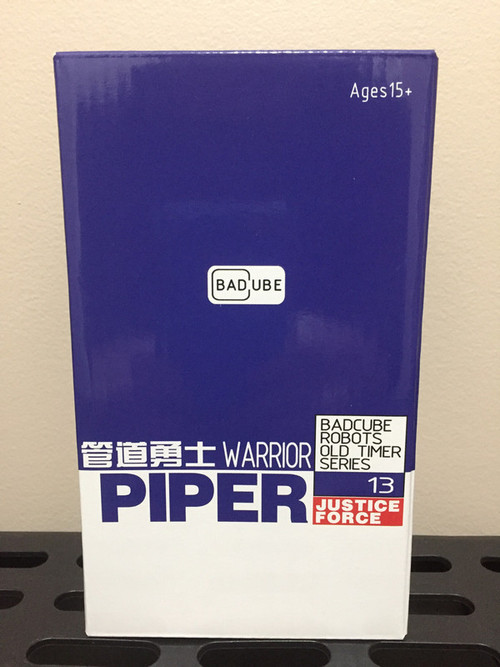 Ages15+
BADCUBE
管道勇士 WARRIOR
PIPER
BADCUBE
ROBOTS
OLD TIMER
SERIES
13
JUSTICE
FORCE